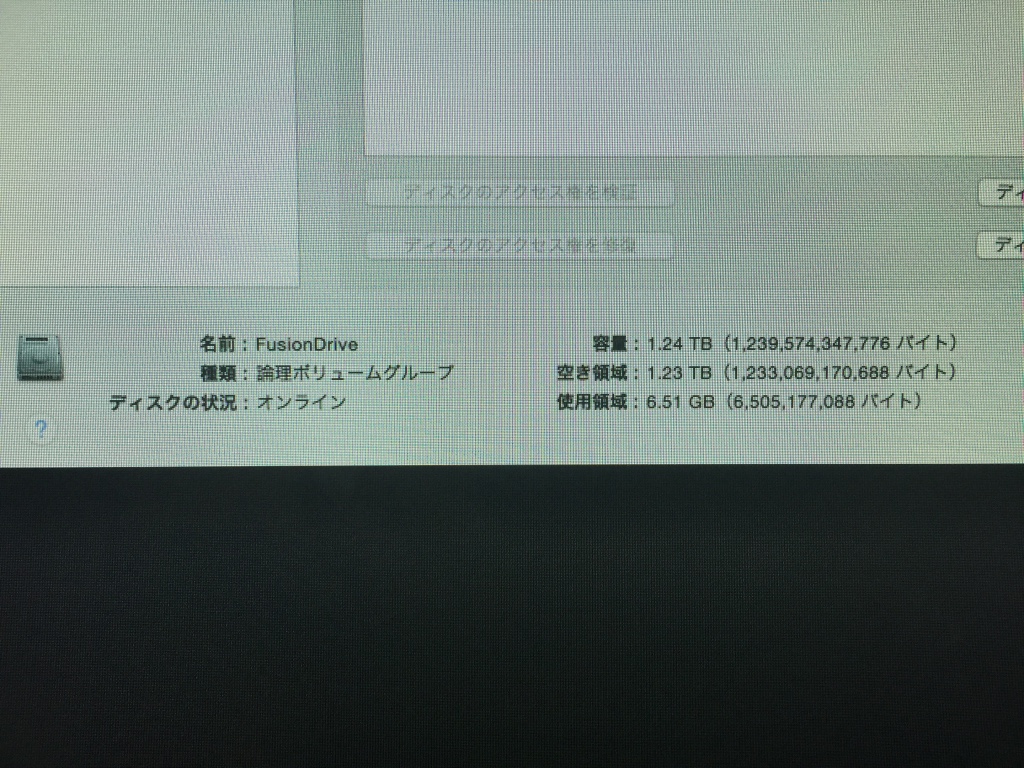 ディスクのアクセス権を検証
ディ
ディスクのアクセス権を修復
ディ
名前：FusionDrive
容量：1.24 TB（1,239,574,347,776 バイト）
種類：論理ボリュームグループ
空き領域：1.23 TB（1,233,069,170,688 バイト）
ディスクの状況：オンライン
使用領域：6.51 GB（6,505,177,088 バイト）
?